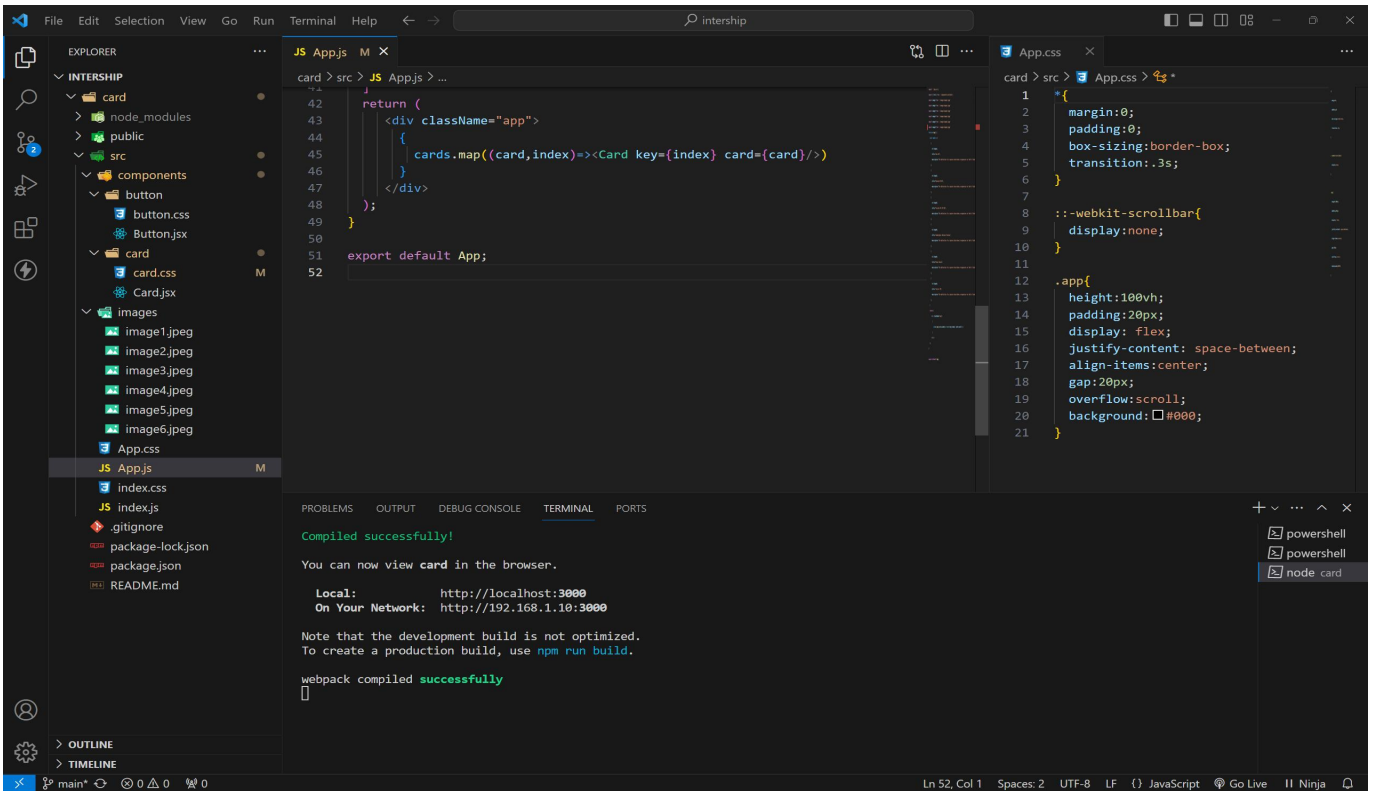 File Edit Selection View Go Run Terminal Help
intership
EXPLORER
INTERSHIP
card
node_modules
public
src
components
button
button.css
Button.jsx
card
card.css M
Card.jsx
images
image1.jpeg
image2.jpeg
image3.jpeg
image4.jpeg
image5.jpeg
image6.jpeg
App.css
JS App.js M
index.css
JS index.js
.gitignore
package-lock.json
package.json
README.md
OUTLINE
TIMELINE
2
JS App.js M
card > src > JS App.js > ...
41 ]
42 return (
43 <div className="app">
44 {
45 cards.map((card,index)=><Card key={index} card={card}/>)
46 }
47 </div>
48 );
49 }
50
51 export default App;
52
App.css
card > src > App.css > *
1 *{
2 margin:0;
3 padding:0;
4 box-sizing:border-box;
5 transition:.3s;
6 }
7
8 ::-webkit-scrollbar{
9 display:none;
10 }
11
12 .app{
13 height:100vh;
14 padding:20px;
15 display: flex;
16 justify-content: space-between;
17 align-items:center;
18 gap:20px;
19 overflow:scroll;
20 background:#000;
21 }
PROBLEMS OUTPUT DEBUG CONSOLE TERMINAL PORTS
Compiled successfully!
You can now view card in the browser.
Local: http://localhost:3000
On Your Network: http://192.168.1.10:3000
Note that the development build is not optimized.
To create a production build, use npm run build.
webpack compiled successfully
powershell
powershell
node card
main* 0 0 0
Ln 52, Col 1 Spaces: 2 UTF-8 LF {} JavaScript Go Live Ninja